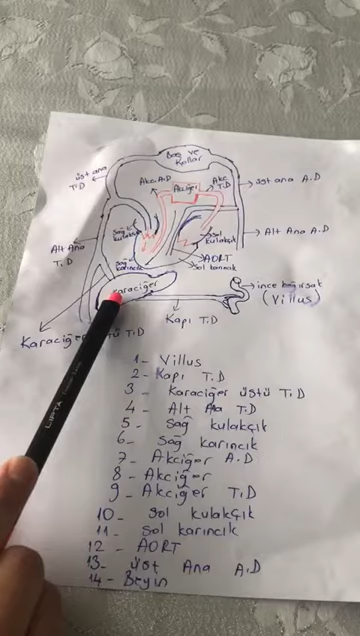 Baş ve
Kollar
üst ana
T.D
Akc A.D
Akciğer
Akc
T.D
üst ana A.D
Sağ
kulakçık
Sol
kulakçık
Alt Ana A.D
Alt Ana
T.D
Sağ
karıncık
AORT
Sol karıncık
karaciğer
ince bağırsak
(Villus)
Kapı T.D
Karaciğer üstü T.D
1- Villus
2- Kapı T.D
3 Karaciğer üstü T.D
4 Alt Ana T.D
5- Sağ kulakçık
6- Sağ karıncık
7- Akciğer A.D
8- Akciğer
9- Akciğer T.D
10- Sol kulakçık
11- Sol karıncık
12- AORT
13- üst Ana A.D
14- Beyin